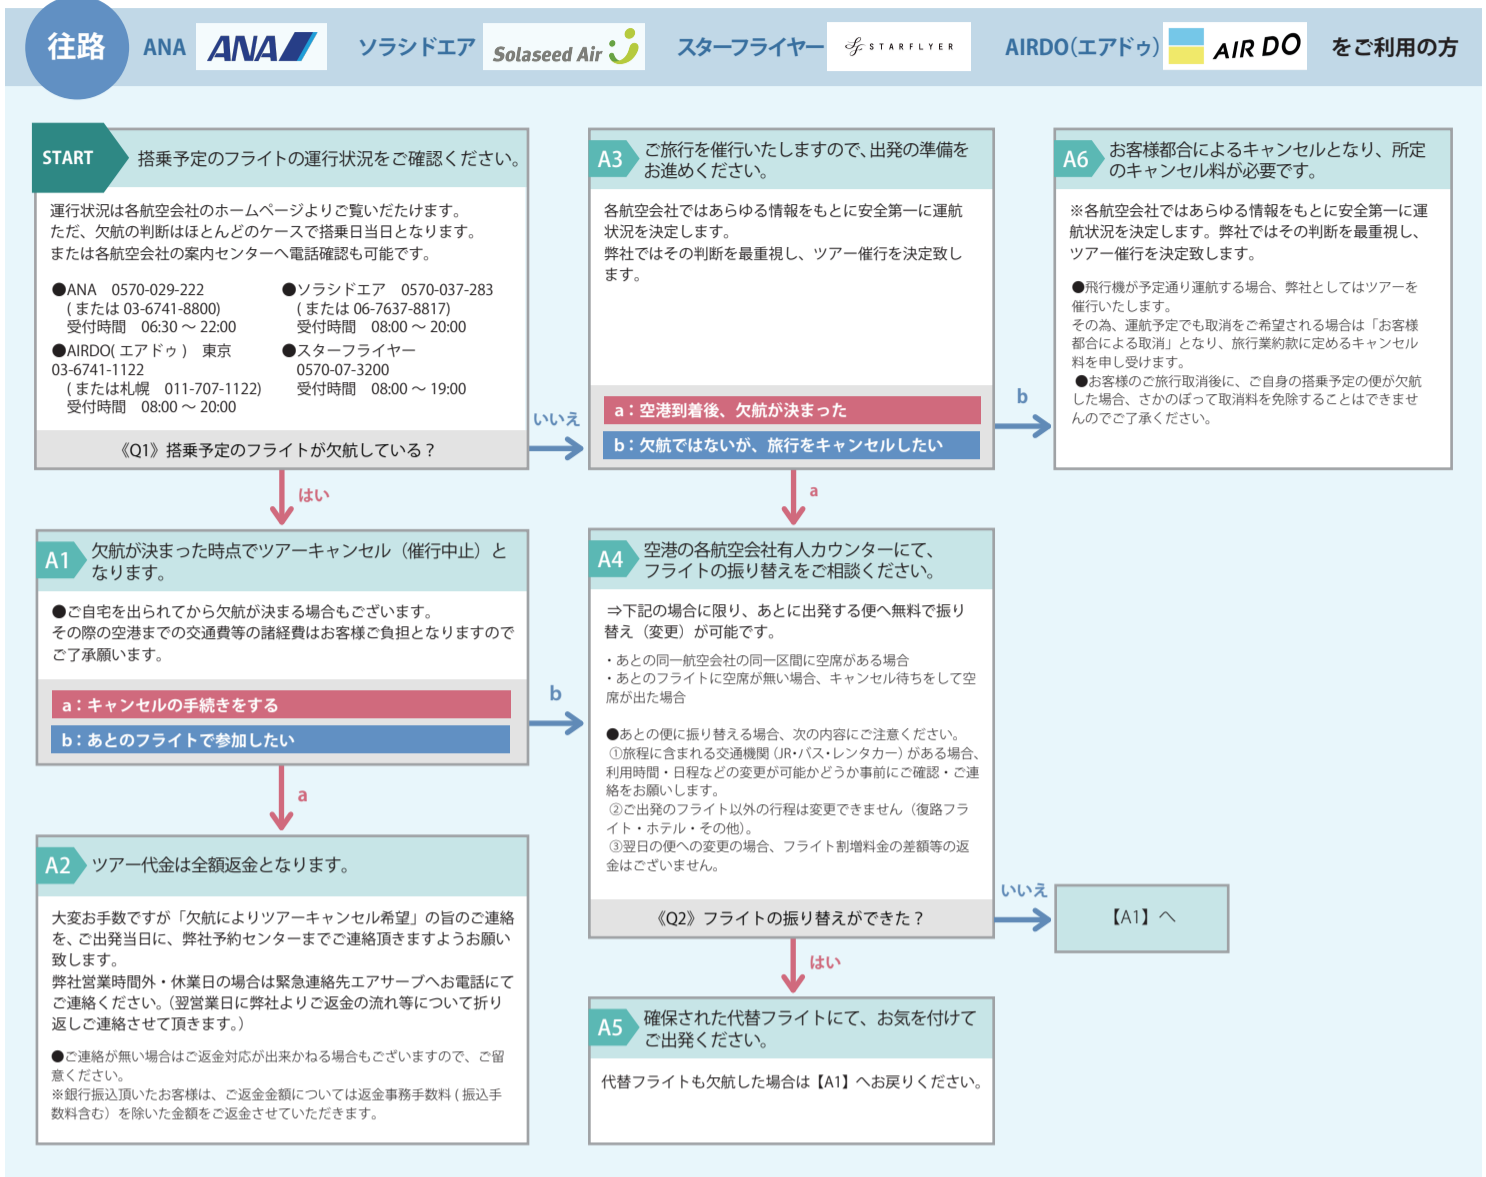 往路
ANA ANA ソラシドエア Solaseed Air スターフライヤー STARFLYER AIRDO(エアドゥ) AIR DO をご利用の方
START
搭乗予定のフライトの運行状況をご確認ください。
運行状況は各航空会社のホームページよりご覧いだたけます。
ただ、欠航の判断はほとんどのケースで搭乗日当日となります。
または各航空会社の案内センターへ電話確認も可能です。
●ANA 0570-029-222
(または 03-6741-8800)
受付時間 06:30 〜 22:00
●AIRDO( エアドゥ ) 東京
03-6741-1122
(または札幌 011-707-1122)
受付時間 08:00 〜 20:00
●ソラシドエア 0570-037-283
(または 06-7637-8817)
受付時間 08:00 〜 20:00
●スターフライヤー
0570-07-3200
受付時間 08:00 〜 19:00
《Q1》搭乗予定のフライトが欠航している？
いいえ
はい
A3
ご旅行を催行いたしますので、出発の準備を
お進めください。
各航空会社ではあらゆる情報をもとに安全第一に運航
状況を決定します。
弊社ではその判断を最重視し、ツアー催行を決定致し
ます。
a：空港到着後、欠航が決まった
b：欠航ではないが、旅行をキャンセルしたい
b
a
A6
お客様都合によるキャンセルとなり、所定
のキャンセル料が必要です。
※各航空会社ではあらゆる情報をもとに安全第一に運
航状況を決定します。弊社ではその判断を最重視し、
ツアー催行を決定致します。
●飛行機が予定通り運航する場合、弊社としてはツアーを
催行いたします。
その為、運航予定でも取消をご希望される場合は「お客様
都合による取消」となり、旅行業約款に定めるキャンセル
料を申し受けます。
●お客様のご旅行取消後に、ご自身の搭乗予定の便が欠航
した場合、さかのぼって取消料を免除することはできませ
んのでご了承ください。
A1
欠航が決まった時点でツアーキャンセル（催行中止）と
なります。
●ご自宅を出られてから欠航が決まる場合もございます。
その際の空港までの交通費等の諸経費はお客様ご負担となりますので
ご了承願います。
a：キャンセルの手続きをする
b：あとのフライトで参加したい
b
a
A2
ツアー代金は全額返金となります。
大変お手数ですが「欠航によりツアーキャンセル希望」の旨のご連絡
を、ご出発当日に、弊社予約センターまでご連絡頂きますようお願い
致します。
弊社営業時間外・休業日の場合は緊急連絡先エアサーブへお電話にて
ご連絡ください。（翌営業日に弊社よりご返金の流れ等について折り
返しご連絡させて頂きます。）
●ご連絡が無い場合はご返金対応が出来かねる場合もございますので、ご留
意ください。
※銀行振込頂いたお客様は、ご返金金額については返金事務手数料 ( 振込手
数料含む）を除いた金額をご返金させていただきます。
A4
空港の各航空会社有人カウンターにて、
フライトの振り替えをご相談ください。
⇒下記の場合に限り、あとに出発する便へ無料で振り
替え（変更）が可能です。
・あとの同一航空会社の同一区間に空席がある場合
・あとのフライトに空席が無い場合、キャンセル待ちをして空
席が出た場合
●あとの便に振り替える場合、次の内容にご注意ください。
①旅程に含まれる交通機関（JR・バス・レンタカー）がある場合、
利用時間・日程などの変更が可能かどうか事前にご確認・ご連
絡をお願いします。
②ご出発のフライト以外の行程は変更できません（復路フラ
イト・ホテル・その他）。
③翌日の便への変更の場合、フライト割増料金の差額等の返
金はございません。
《Q2》フライトの振り替えができた？
いいえ
【A1】へ
はい
A5
確保された代替フライトにて、お気を付けて
ご出発ください。
代替フライトも欠航した場合は【A1】へお戻りください。